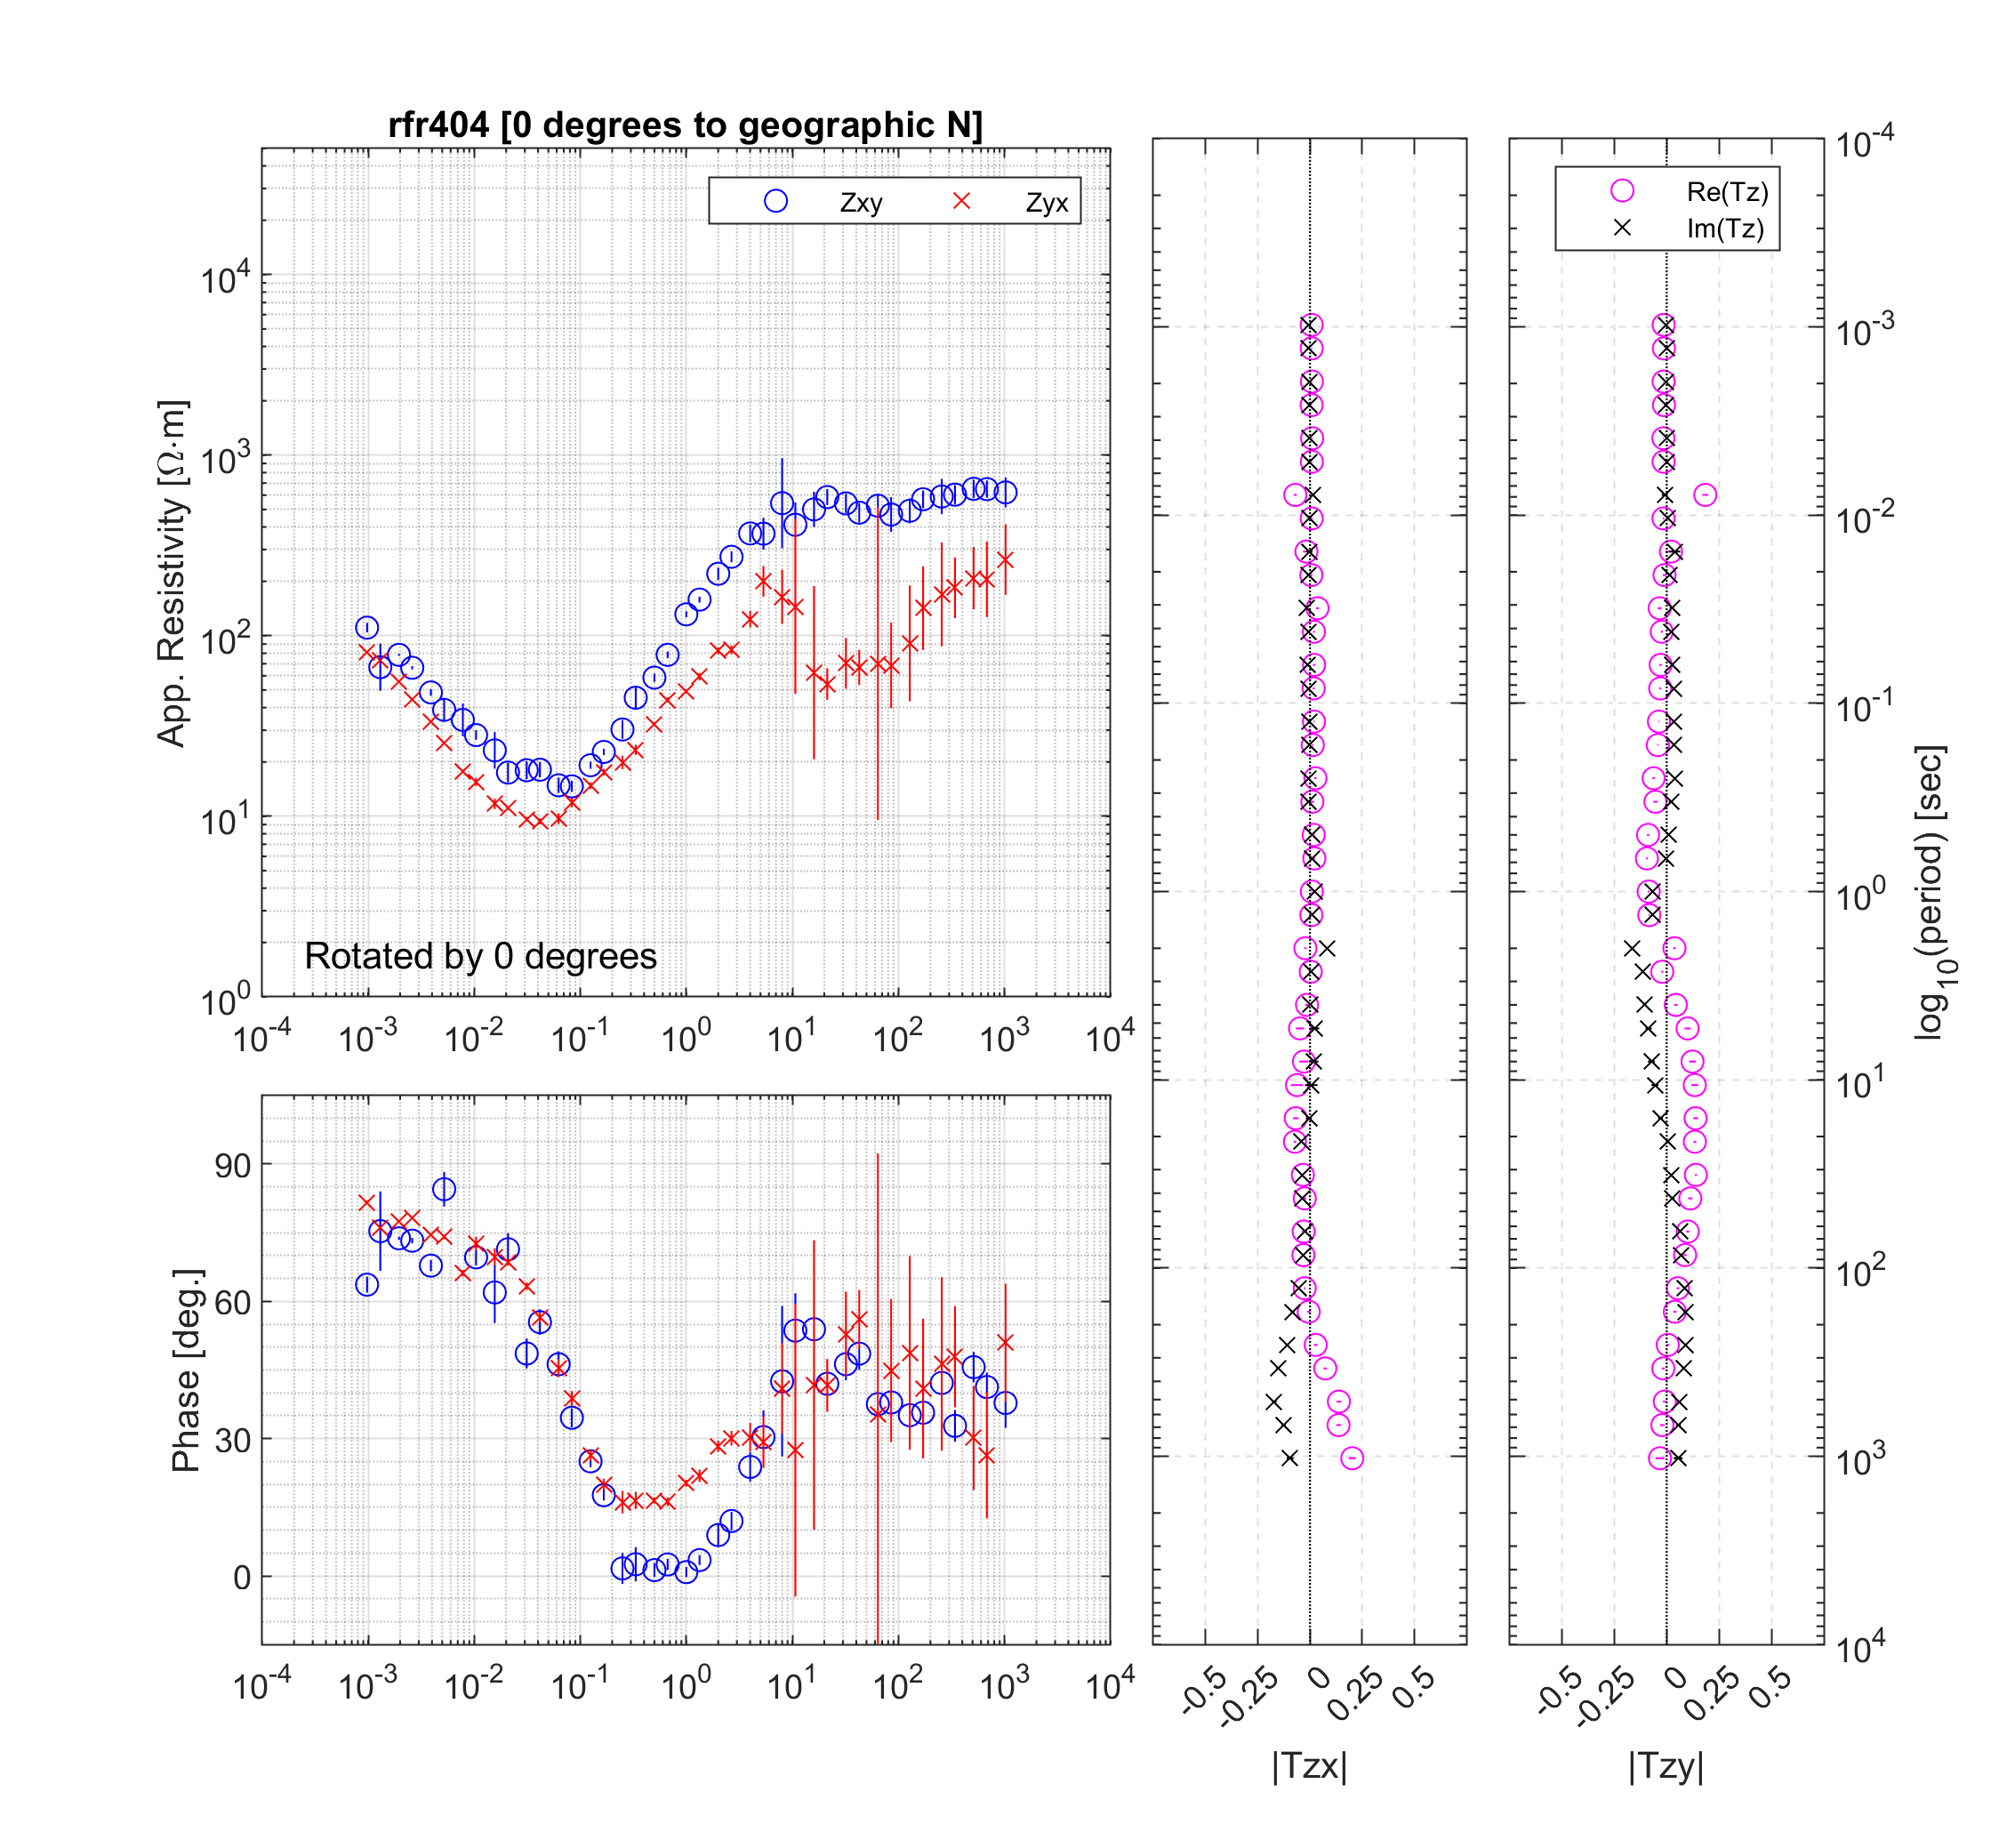 rfr404 [0 degrees to geographic N]
Zxy Zyx
App. Resistivity [Ω·m]
10^4
10^3
10^2
10^1
10^0
Rotated by 0 degrees
10^-4 10^-3 10^-2 10^-1 10^0 10^1 10^2 10^3 10^4
Phase [deg.]
90
60
30
0
10^-4 10^-3 10^-2 10^-1 10^0 10^1 10^2 10^3 10^4
-0.5 -0.25 0 0.25 0.5
|Tzx|
Re(Tz)
Im(Tz)
-0.5 -0.25 0 0.25 0.5
|Tzy|
10^-4
10^-3
10^-2
10^-1
10^0
10^1
10^2
10^3
10^4
log_10(period) [sec]